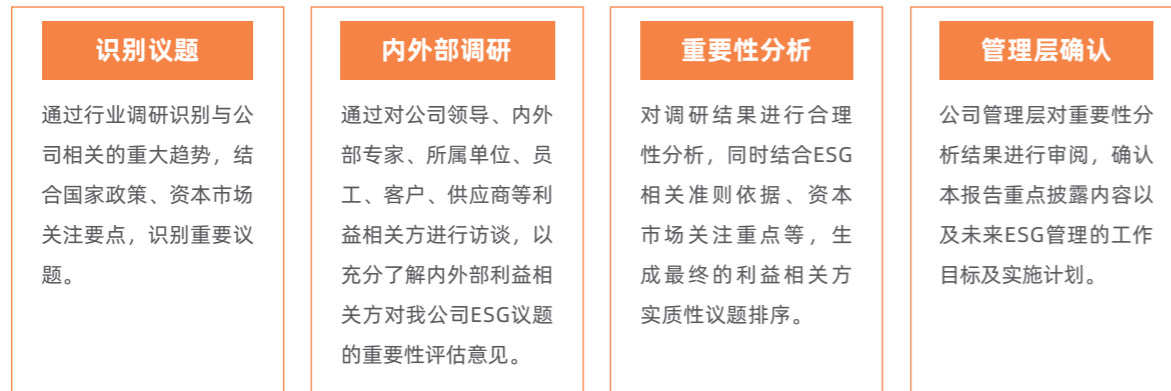 识别议题
通过行业调研识别与公
司相关的重大趋势，结
合国家政策、资本市场
关注要点，识别重要议
题。
内外部调研
通过对公司领导、内外
部专家、所属单位、员
工、客户、供应商等利
益相关方进行访谈，以
充分了解内外部利益相
关方对我公司ESG议题
的重要性评估意见。
重要性分析
对调研结果进行合理
性分析，同时结合ESG
相关准则依据、资本
市场关注重点等，生
成最终的利益相关方
实质性议题排序。
管理层确认
公司管理层对重要性分
析结果进行审阅，确认
本报告重点披露内容以
及未来ESG管理的工作
目标及实施计划。